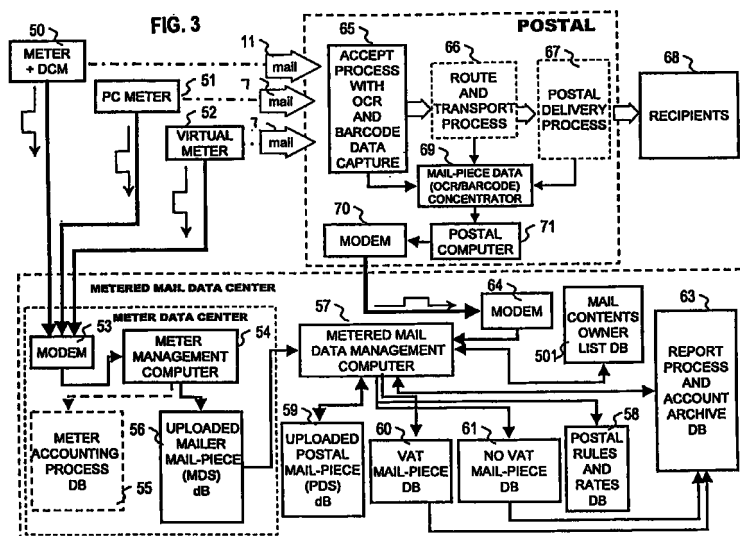 FIG. 3
POSTAL
50
METER
+ DCM
11
mail
65
ACCEPT
PROCESS
WITH
OCR
AND
BARCODE
DATA
CAPTURE
66
ROUTE
AND
TRANSPORT
PROCESS
67
POSTAL
DELIVERY
PROCESS
68
RECIPIENTS
51
PC METER
7
mail
52
VIRTUAL
METER
7
mail
69
MAIL-PIECE DATA
(OCR/BARCODE)
CONCENTRATOR
70
MODEM
71
POSTAL
COMPUTER
METERED MAIL DATA CENTER
METER DATA CENTER
53
MODEM
54
METER
MANAGEMENT
COMPUTER
57
METERED MAIL
DATA MANAGEMENT
COMPUTER
64
MODEM
MAIL
CONTENTS
OWNER
LIST DB
501
63
REPORT
PROCESS
AND
ACCOUNT
ARCHIVE
DB
METER
ACCOUNTING
PROCESS
DB
55
56
UPLOADED
MAILER
MAIL-PIECE
(MDS)
dB
59
UPLOADED
POSTAL
MAIL-PIECE
(PDS)
dB
60
VAT
MAIL-PIECE
DB
61
NO VAT
MAIL-PIECE
DB
58
POSTAL
RULES
AND
RATES
DB